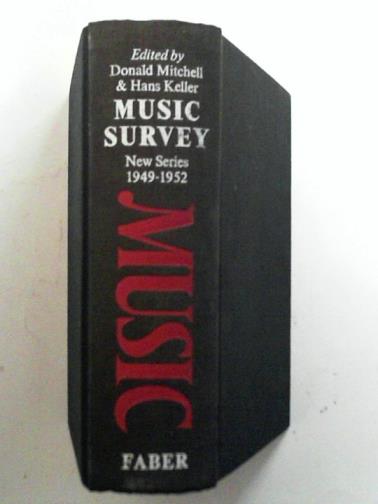 Edited by
Donald Mitchell
& Hans Keller
MUSIC
SURVEY
New Series
1949-1952
MUSIC
FABER